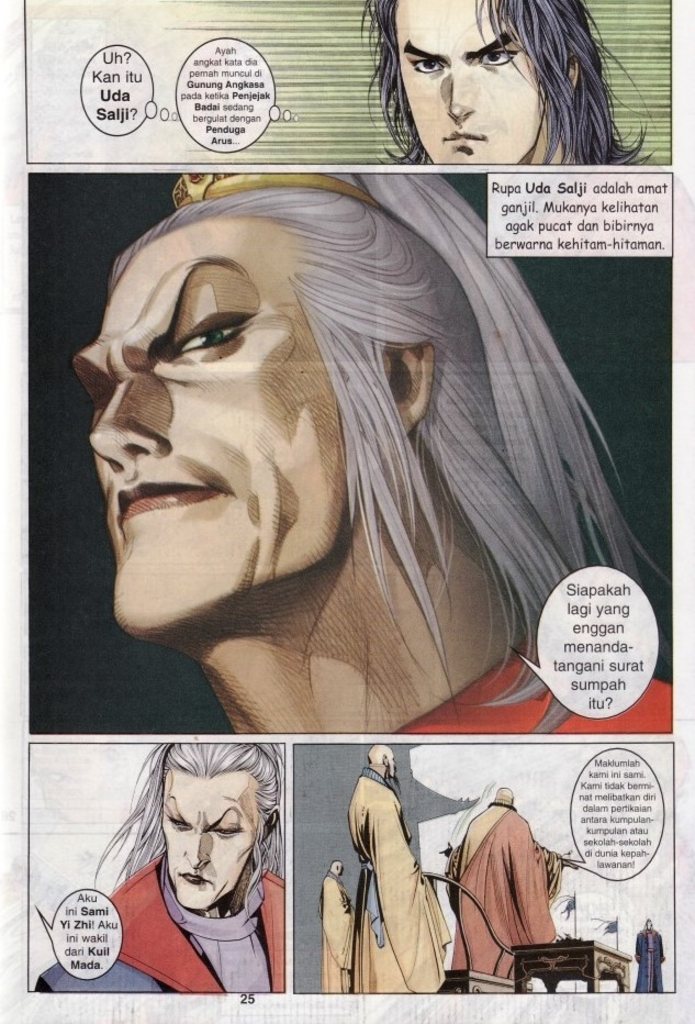 Uh?
Kan itu
Uda
Salji?
Ayah
angkat kata dia
pernah muncul di
Gunung Angkasa
pada ketika Penjejak
Badai sedang
bergulat dengan
Penduga
Arus...
Rupa Uda Salji adalah amat
ganjil. Mukanya kelihatan
agak pucat dan bibirnya
berwarna kehitam-hitaman.
Siapakah
lagi yang
enggan
menanda-
tangani surat
sumpah
itu?
Aku
ini Sami
Yi Zhi! Aku
ini wakil
dari Kuil
Mada.
Maklumlah
kami ini sami.
Kami tidak bermi-
nat melibatkan diri
dalam pertikaian
antara kumpulan-
kumpulan atau
sekolah-sekolah
di dunia kepah-
lawanan!
25